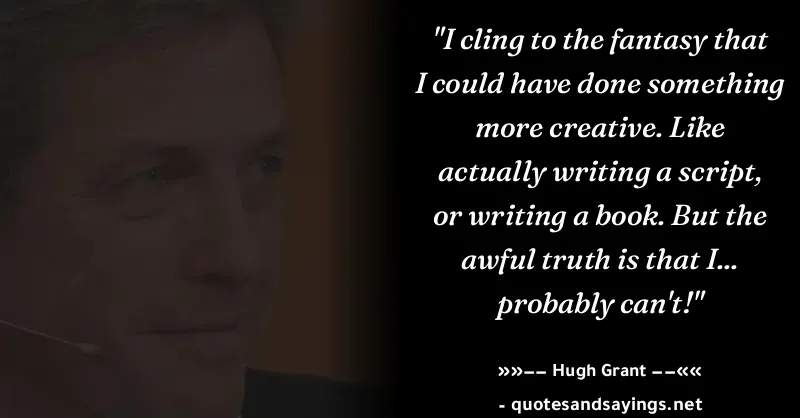 "I cling to the fantasy that
I could have done something
more creative. Like
actually writing a script,
or writing a book. But the
awful truth is that I...
probably can't!"
»»−− Hugh Grant −−««
- quotesandsayings.net